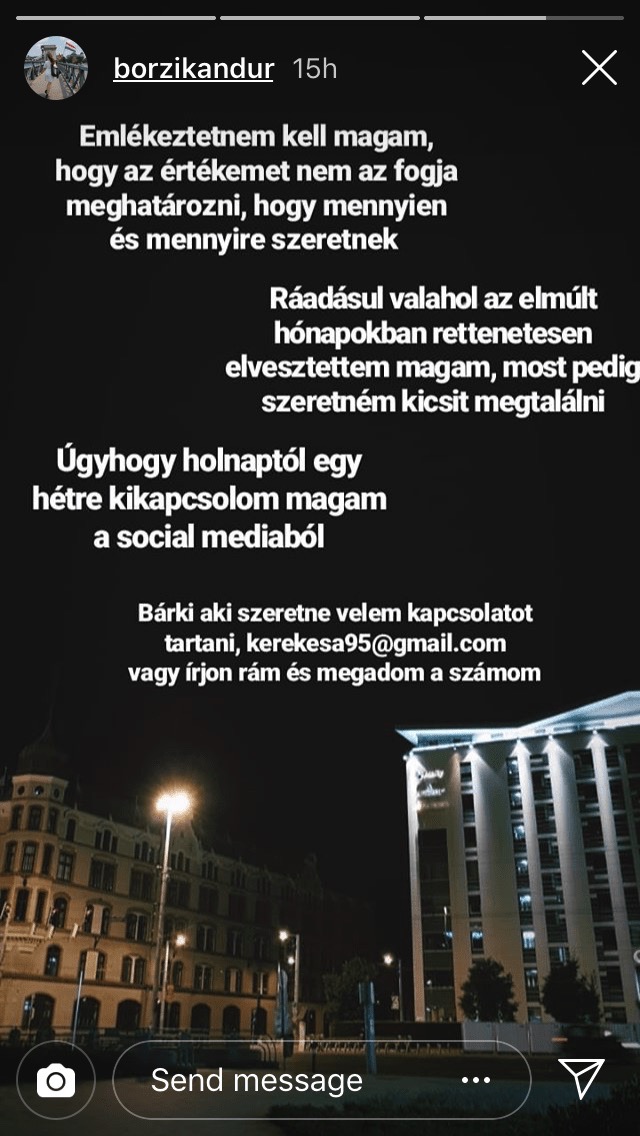 borzikandur 15h
Emlékeztetnem kell magam,
hogy az értékemet nem az fogja
meghatározni, hogy mennyien
és mennyire szeretnek
Ráadásul valahol az elmúlt
hónapokban rettenetesen
elvesztettem magam, most pedig
szeretném kicsit megtalálni
Úgyhogy holnaptól egy
hétre kikapcsolom magam
a social mediaból
Bárki aki szeretne velem kapcsolatot
tartani, kerekesa95@gmail.com
vagy írjon rám és megadom a számom
Send message